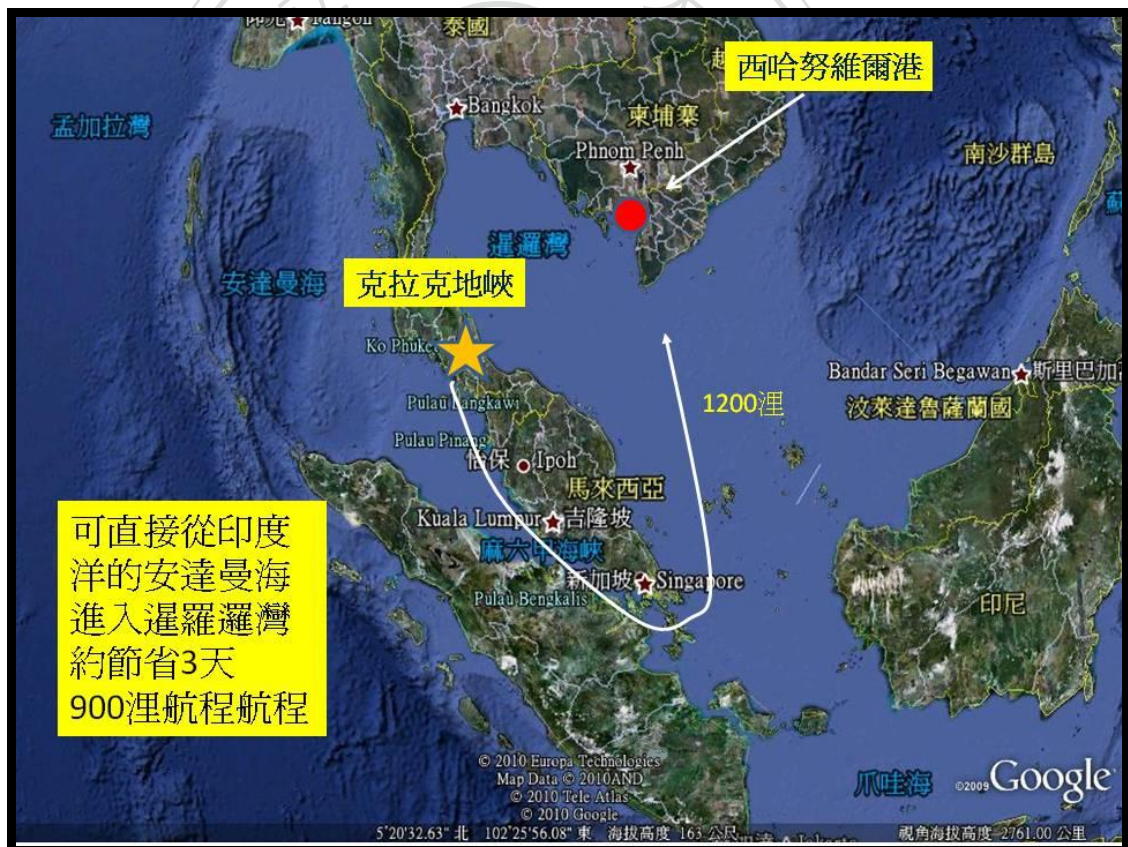 泰國
西哈努維爾港
Bangkok
孟加拉灣
柬埔寨
Phnom Penh
南沙群島
暹羅灣
安達曼海
克拉克地峽
Ko Phuke
Bandar Seri Begawan
斯里巴加
1200浬
汶萊達魯薩蘭國
Pulau Langkawi
Pulau Pinang
怡保
Ipoh
馬來西亞
Kuala Lumpur
吉隆坡
麻六甲海峽
新加坡
Singapore
Pulau Bengkalis
印尼
可直接從印度
洋的安達曼海
進入暹羅邏灣
約節省3天
900浬航程航程
© 2010 Europa Technologies
Map Data © 2010AND
© 2010 Tele Atlas
© 2010 Google
爪哇海
©2009 Google
5°20'32.63" 北 102°25'56.08" 東 海拔高度 163 公尺
視角海拔高度 2761.00 公里